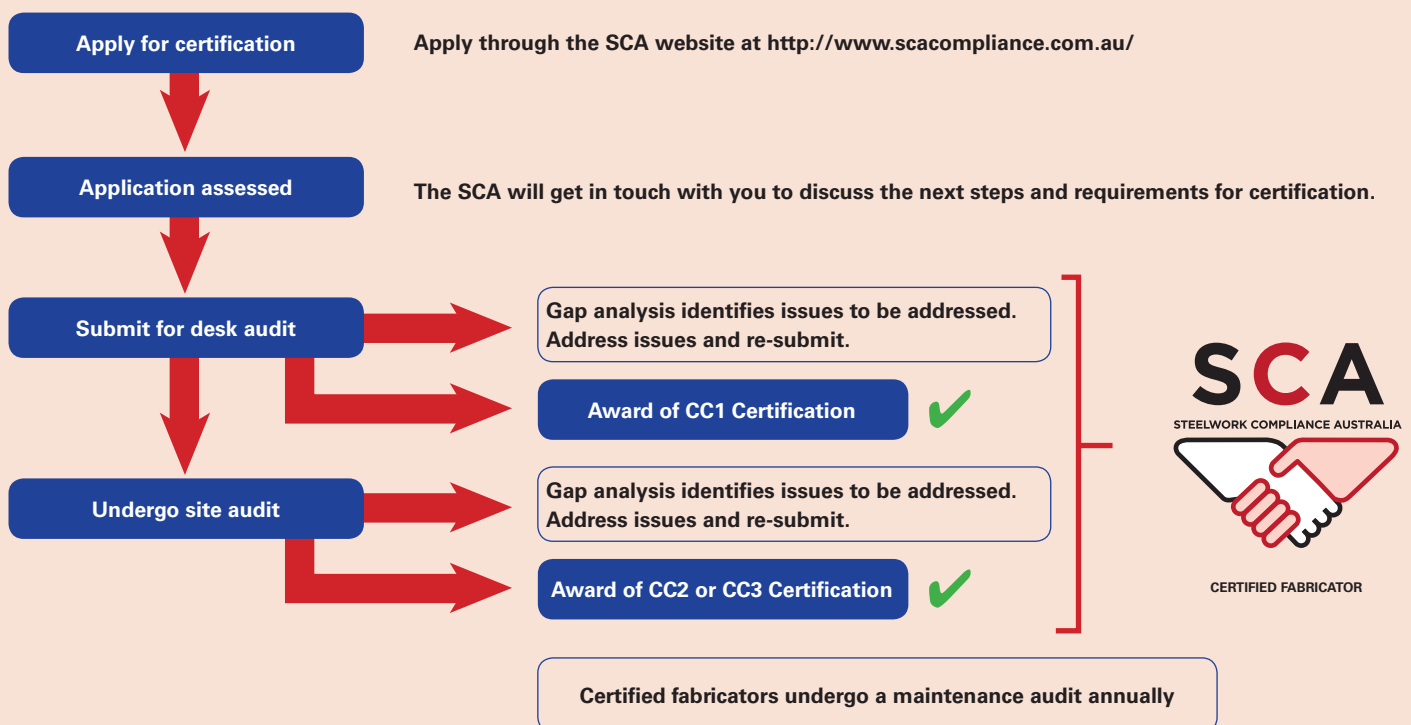 Apply for certification
Apply through the SCA website at http://www.scacompliance.com.au/
Application assessed
The SCA will get in touch with you to discuss the next steps and requirements for certification.
Submit for desk audit
Gap analysis identifies issues to be addressed.
Address issues and re-submit.
Award of CC1 Certification
Undergo site audit
Gap analysis identifies issues to be addressed.
Address issues and re-submit.
Award of CC2 or CC3 Certification
SCA
STEELWORK COMPLIANCE AUSTRALIA
CERTIFIED FABRICATOR
Certified fabricators undergo a maintenance audit annually